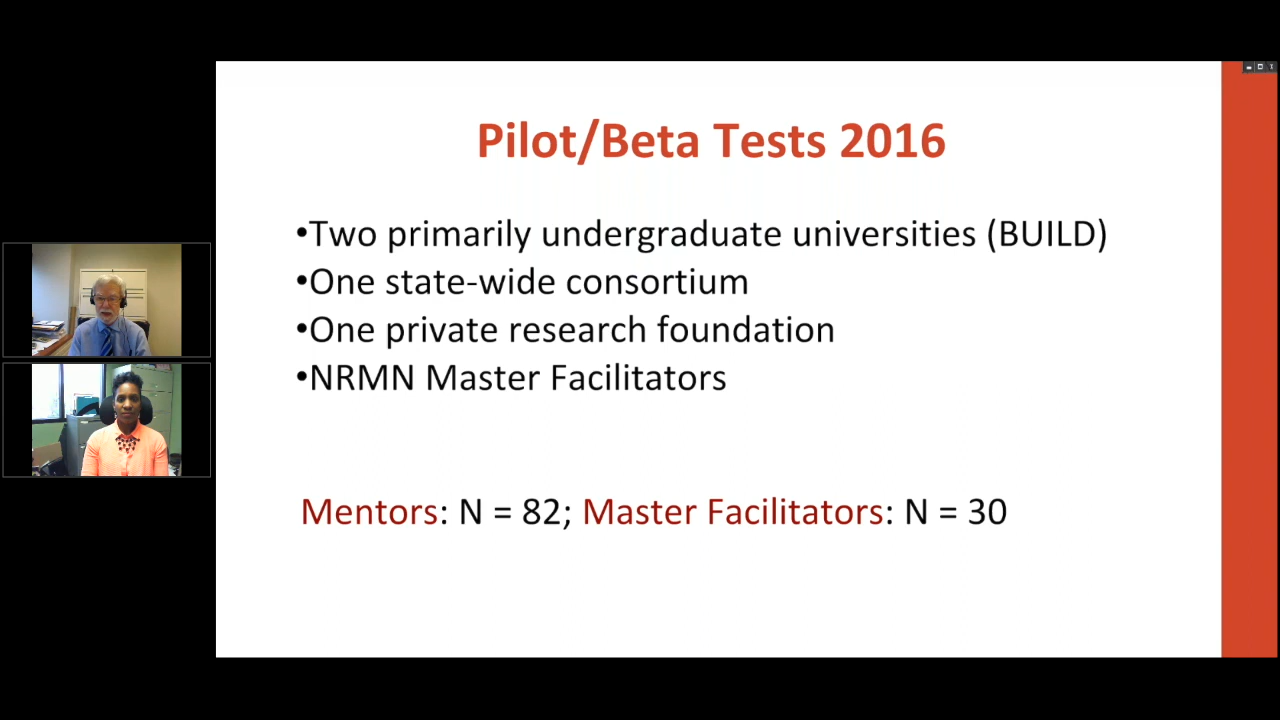 Pilot/Beta Tests 2016
•Two primarily undergraduate universities (BUILD)
•One state-wide consortium
•One private research foundation
•NRMN Master Facilitators
Mentors: N = 82; Master Facilitators: N = 30